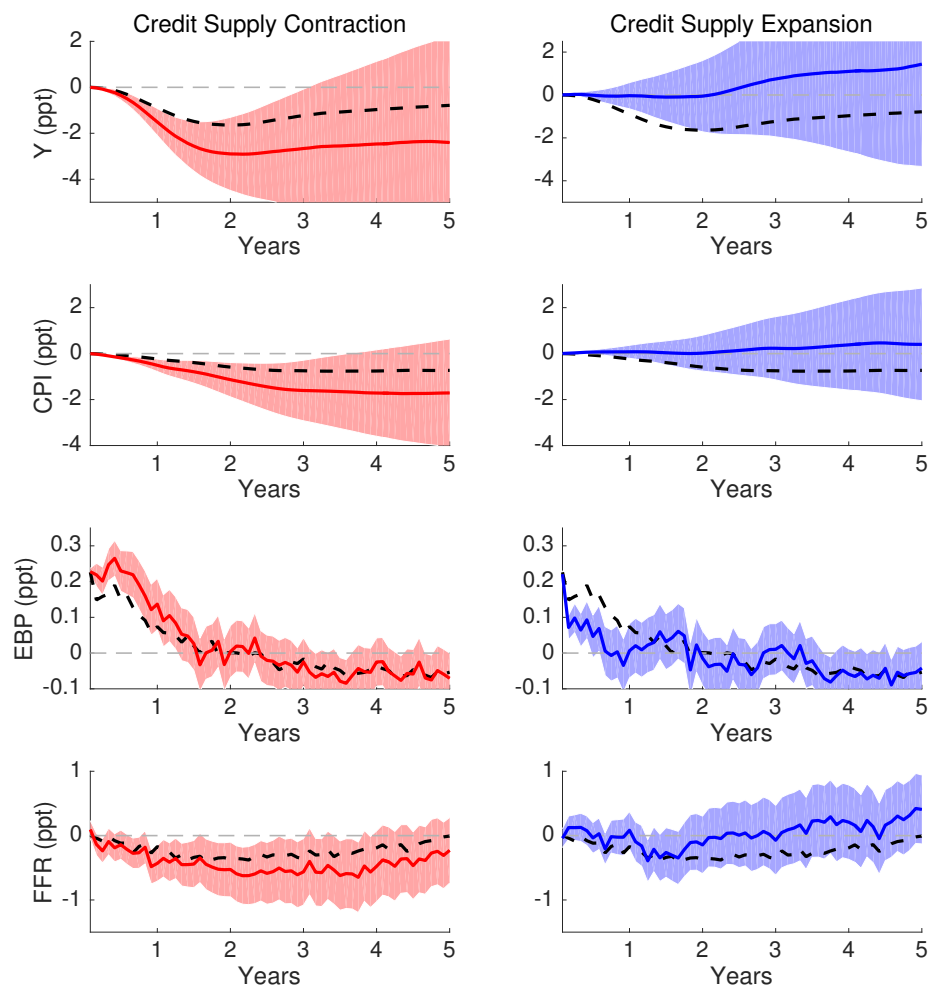 Credit Supply Contraction
Y (ppt)
2
0
-2
-4
1 2 3 4 5
Years
Credit Supply Expansion
2
0
-2
-4
1 2 3 4 5
Years
CPI (ppt)
2
0
-2
-4
1 2 3 4 5
Years
2
0
-2
-4
1 2 3 4 5
Years
EBP (ppt)
0.3
0.2
0.1
0
-0.1
1 2 3 4 5
Years
0.3
0.2
0.1
0
-0.1
1 2 3 4 5
Years
FFR (ppt)
1
0
-1
1 2 3 4 5
Years
1
0
-1
1 2 3 4 5
Years